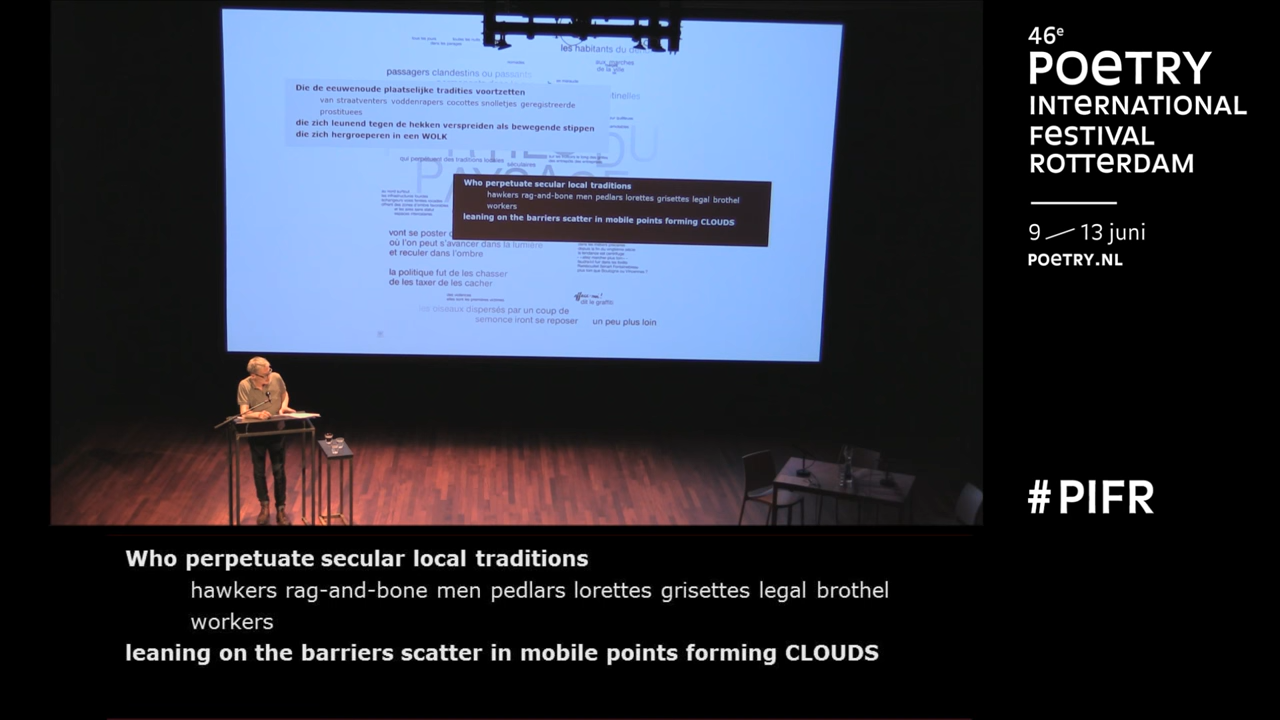 les habitants du
passagers clandestins ou passants
Die de eeuwenoude plaatselijke tradities voortzetten
van straatventers voddenrapers cocottes snolletjes geregistreerde
prostituees
die zich leunend tegen de hekken verspreiden als bewegende stippen
die zich hergroeperen in een WOLK
qui perpétuent des traditions locales séculaires
Who perpetuate secular local traditions
hawkers rag-and-bone men pedlars lorettes grisettes legal brothel
workers
leaning on the barriers scatter in mobile points forming CLOUDS
vont se poster
où l'on peut s'avancer dans la lumière
et reculer dans l'ombre
la politique fut de les chasser
de les taxer de les cacher
oiseaux dispersés par un coup de
semonce iront se reposer un peu plus loin
46e
POETRY
INTERNATIONAL
FESTIVAL
ROTTERDAM
9 — 13 juni
POETRY.NL
#PIFR
Who perpetuate secular local traditions
hawkers rag-and-bone men pedlars lorettes grisettes legal brothel
workers
leaning on the barriers scatter in mobile points forming CLOUDS